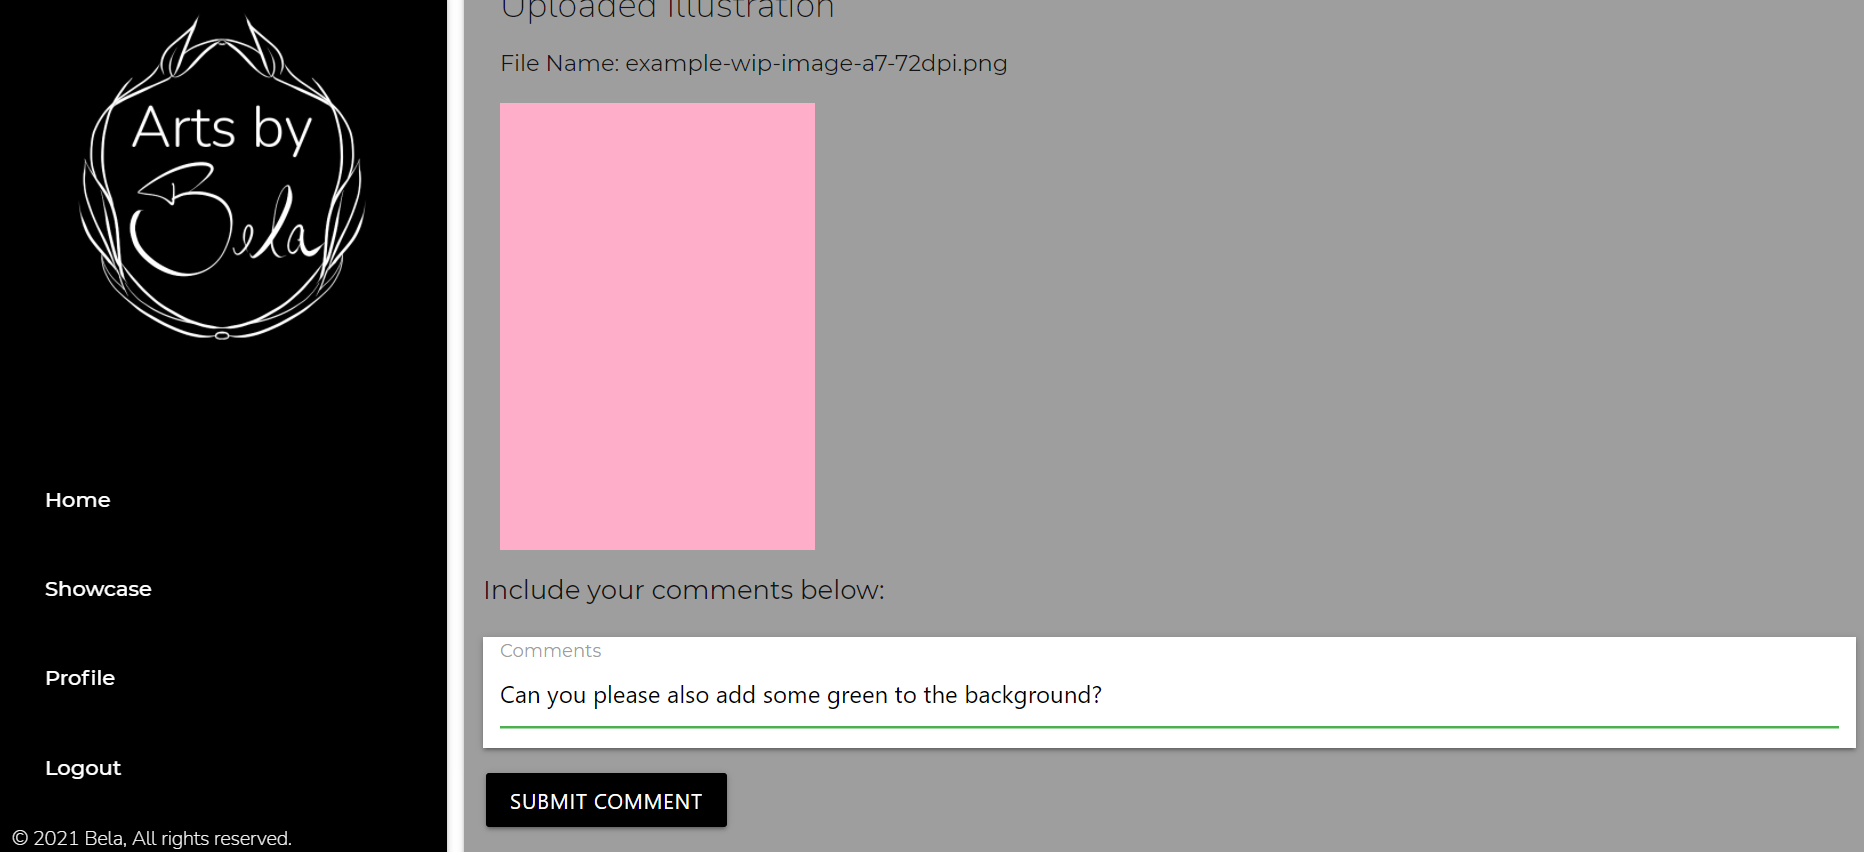 Arts by
Bela
Home
Showcase
Profile
Logout
© 2021 Bela, All rights reserved.
Uploaded Illustration
File Name: example-wip-image-a7-72dpi.png
Include your comments below:
Comments
Can you please also add some green to the background?
SUBMIT COMMENT